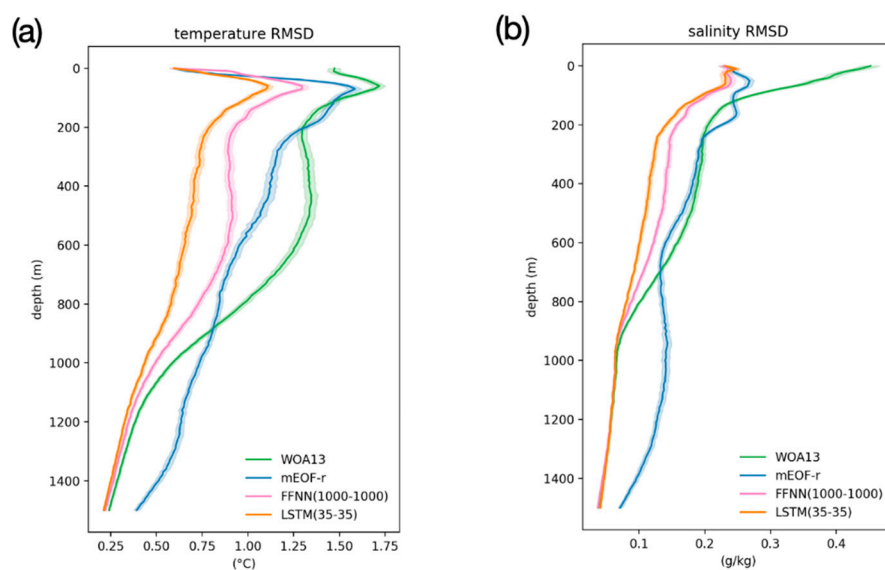 (a)
temperature RMSD
0
200
400
600
800
1000
1200
1400
depth (m)
WOA13
mEOF-r
FFNN(1000-1000)
LSTM(35-35)
0.25 0.50 0.75 1.00 1.25 1.50 1.75
(°C)
(b)
salinity RMSD
0
200
400
600
800
1000
1200
1400
depth (m)
WOA13
mEOF-r
FFNN(1000-1000)
LSTM(35-35)
0.1 0.2 0.3 0.4
(g/kg)